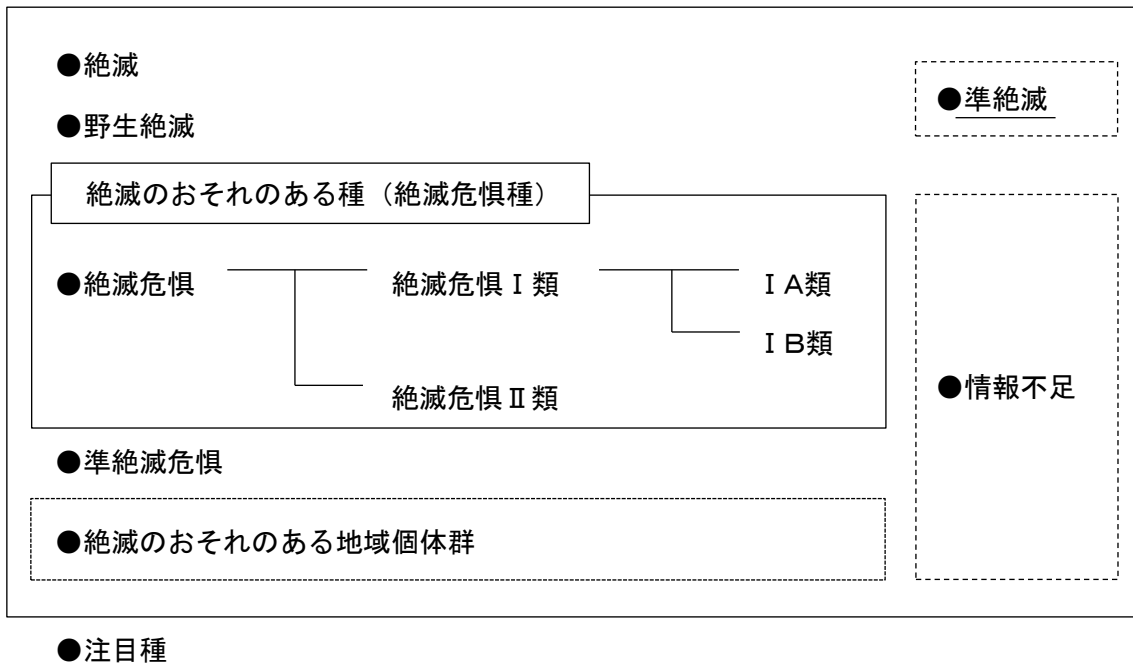 ●絶滅
●準絶滅
●野生絶滅
絶滅のおそれのある種（絶滅危惧種）
●絶滅危惧
絶滅危惧Ⅰ類
ⅠA類
ⅠB類
絶滅危惧Ⅱ類
●情報不足
●準絶滅危惧
●絶滅のおそれのある地域個体群
●注目種